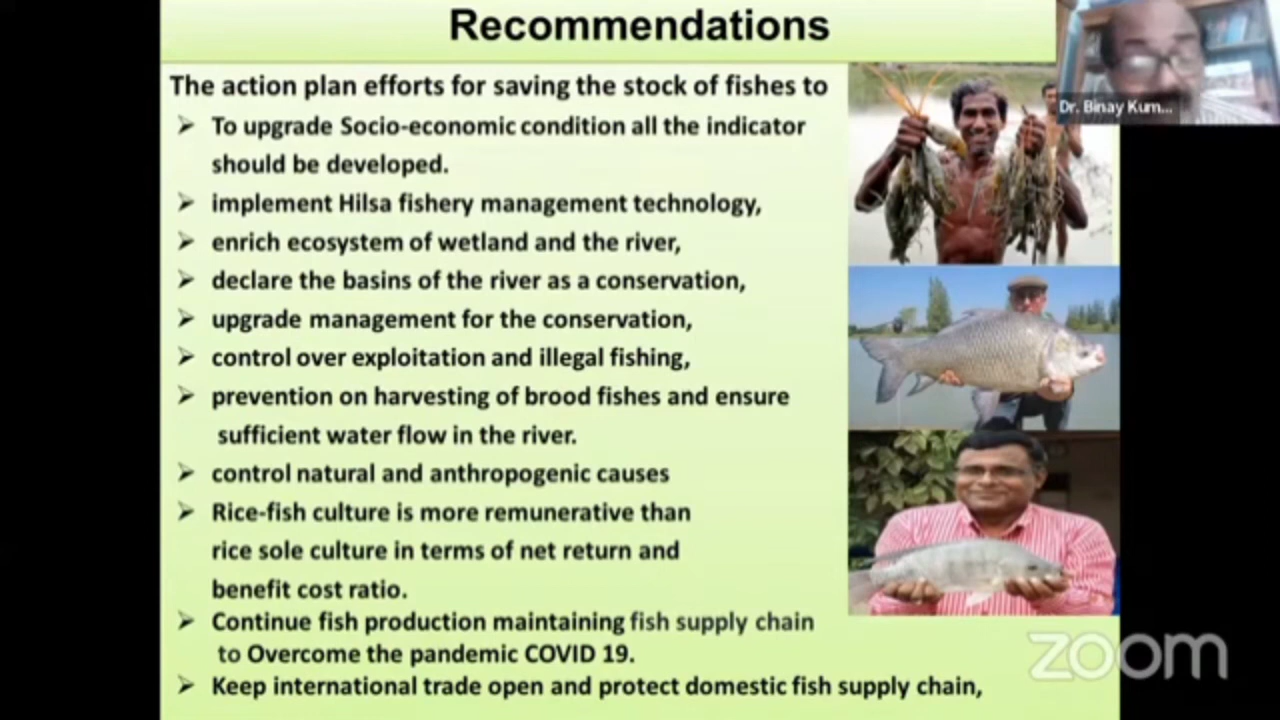 Recommendations
Dr. Binay Kum...
The action plan efforts for saving the stock of fishes to
➢ To upgrade Socio-economic condition all the indicator
should be developed.
➢ implement Hilsa fishery management technology,
➢ enrich ecosystem of wetland and the river,
➢ declare the basins of the river as a conservation,
➢ upgrade management for the conservation,
➢ control over exploitation and illegal fishing,
➢ prevention on harvesting of brood fishes and ensure
sufficient water flow in the river.
➢ control natural and anthropogenic causes
➢ Rice-fish culture is more remunerative than
rice sole culture in terms of net return and
benefit cost ratio.
➢ Continue fish production maintaining fish supply chain
to Overcome the pandemic COVID 19.
➢ Keep international trade open and protect domestic fish supply chain,
zoom